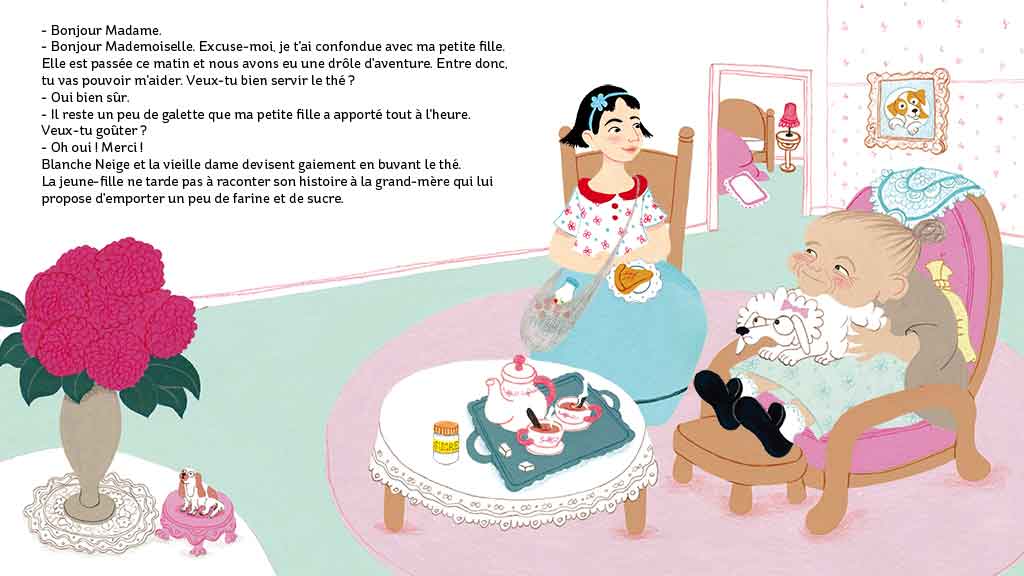 - Bonjour Madame.
- Bonjour Mademoiselle. Excuse-moi, je t'ai confondue avec ma petite fille.
Elle est passée ce matin et nous avons eu une drôle d'aventure. Entre donc,
tu vas pouvoir m'aider. Veux-tu bien servir le thé ?
- Oui bien sûr.
- Il reste un peu de galette que ma petite fille a apporté tout à l'heure.
Veux-tu goûter ?
- Oh oui ! Merci !
Blanche Neige et la vieille dame devisent gaiement en buvant le thé.
La jeune-fille ne tarde pas à raconter son histoire à la grand-mère qui lui
propose d'emporter un peu de farine et de sucre.